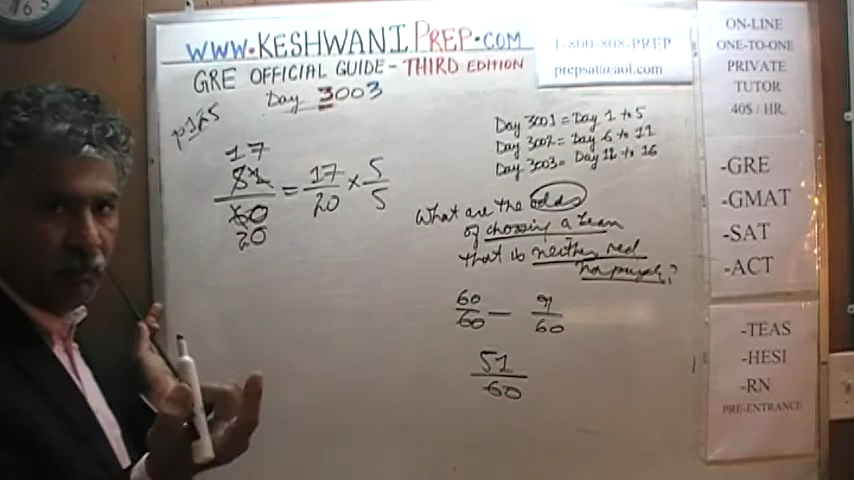 WWW.KESHWANIPREP.COM
GRE OFFICIAL GUIDE - THIRD EDITION
Day 3003
p125
1-800-808-PREP
prepsat@aol.com
Day 3001 = Day 1 to 5
Day 3002 = Day 6 to 11
Day 3003 = Day 12 to 16
17
51
60
20
= 17/20 × 5/5
What are the odds
of choosing a bean
that is neither red
nor purple?
60/60 - 9/60
51/60
ON-LINE
ONE-TO-ONE
PRIVATE
TUTOR
40$ / HR.
-GRE
-GMAT
-SAT
-ACT
-TEAS
-HESI
-RN
PRE-ENTRANCE